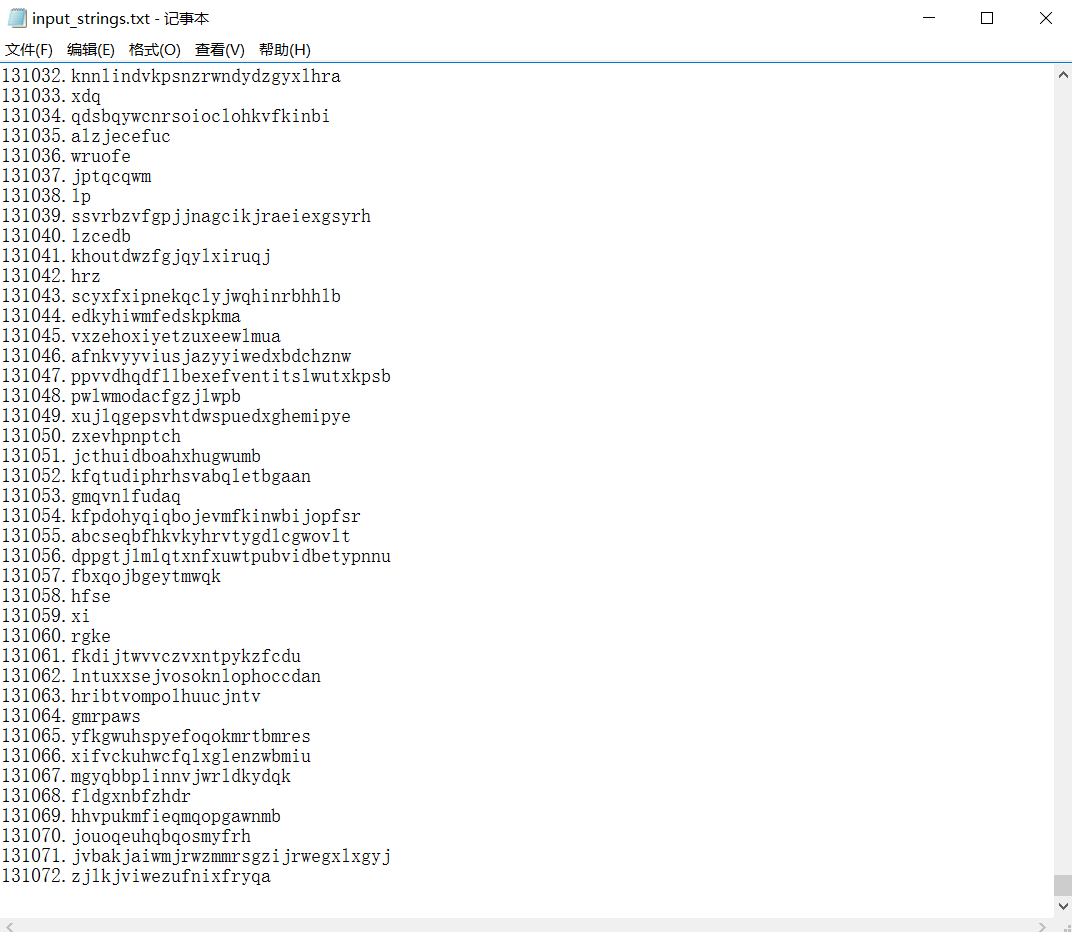 input_strings.txt - 记事本
文件(F) 编辑(E) 格式(O) 查看(V) 帮助(H)
131032.knnlindvkpsnzrwndydzgyxlhra
131033.xdq
131034.qdsbqywcnrsoioclohkvfkinbi
131035.alzjecefuc
131036.wruofe
131037.jptqcqwm
131038.lp
131039.ssvrbzvfgpjjnagcikjraeiexgsyrh
131040.lzcedb
131041.khoutdwzfgjqylxiruqj
131042.hrz
131043.scyxfxipnekqclyjwqhinrbhhlb
131044.edkyhiwmfedskpkma
131045.vxzehoxiyetzuxeewlmua
131046.afnkvyyviusjazyyiwedxbdchznw
131047.ppvvdhqdfllbexefventitslwutxkpsb
131048.pwlwmodacfgzjlwpb
131049.xujlqgepsvhtdwspuedxghemipye
131050.zxevhpnptch
131051.jcthuidboahxhugwumb
131052.kfqtudiphrhsvabqletbgaan
131053.gmqvnlfudaq
131054.kfpdohyqiqbojevmfkinwbijopfsr
131055.abcseqbfhkvkyhrvtygdlcgwovlt
131056.dppgtjlmlqtxnfxuwtpubvidbetypnnu
131057.fbxqojbgeytmwqk
131058.hfse
131059.xi
131060.rgke
131061.fkdijtwvvczvxntpykzfcdu
131062.lntuxxsejvosoknlophoccdan
131063.hribtvompolhuucjntv
131064.gmrpaws
131065.yfkgwuhspyefoqokmrtbmres
131066.xifvckuhwcfqlxglenzwbmiu
131067.mgyqbbplinnvjwrldkydqk
131068.fldgxnbfzhdr
131069.hhvpukmfieqmqopgawnmb
131070.jouoqeuhqbqosmyfrh
131071.jvbakjaiwmjrwzmmrsgzijrwegxlxgyj
131072.zjlkjviwezufnixfryqa